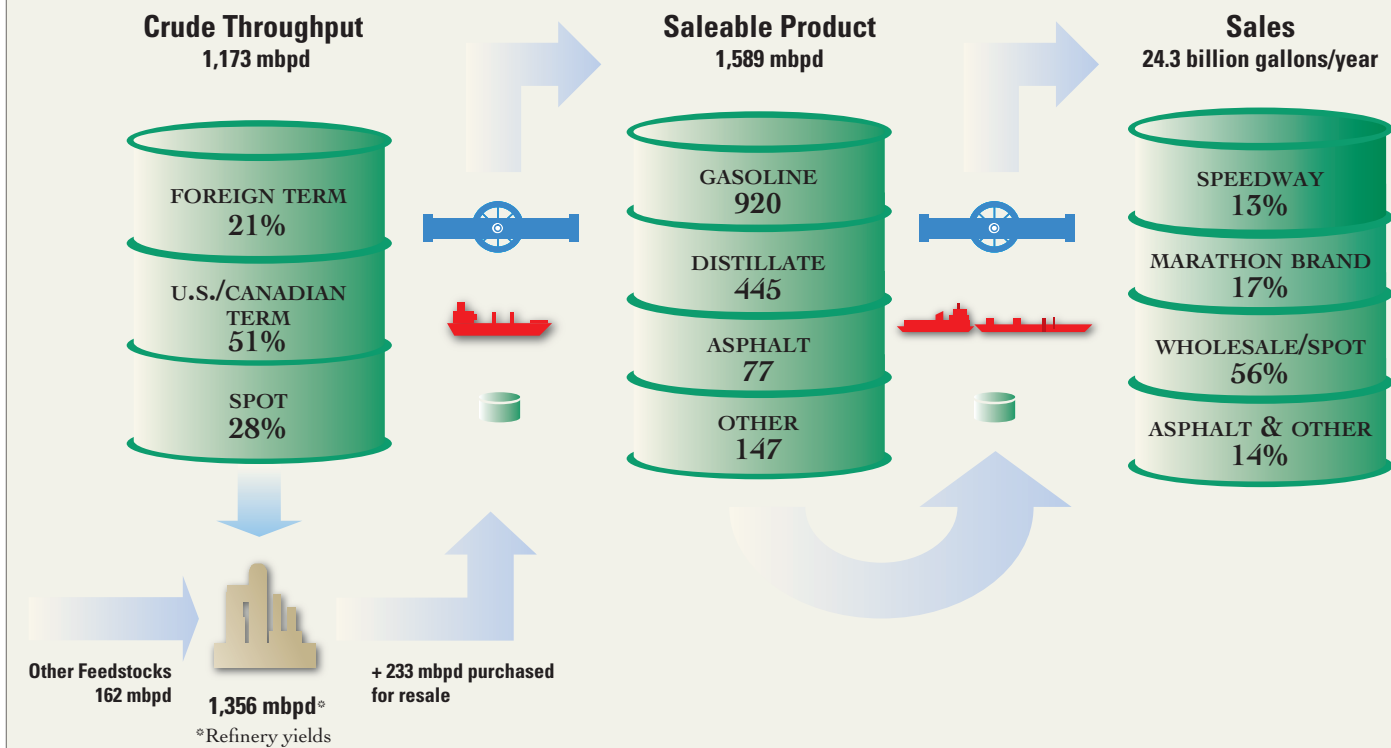 Crude Throughput
1,173 mbpd
FOREIGN TERM
21%
U.S./CANADIAN
TERM
51%
SPOT
28%
Other Feedstocks
162 mbpd
1,356 mbpd*
*Refinery yields
+ 233 mbpd purchased
for resale
Saleable Product
1,589 mbpd
GASOLINE
920
DISTILLATE
445
ASPHALT
77
OTHER
147
Sales
24.3 billion gallons/year
SPEEDWAY
13%
MARATHON BRAND
17%
WHOLESALE/SPOT
56%
ASPHALT & OTHER
14%